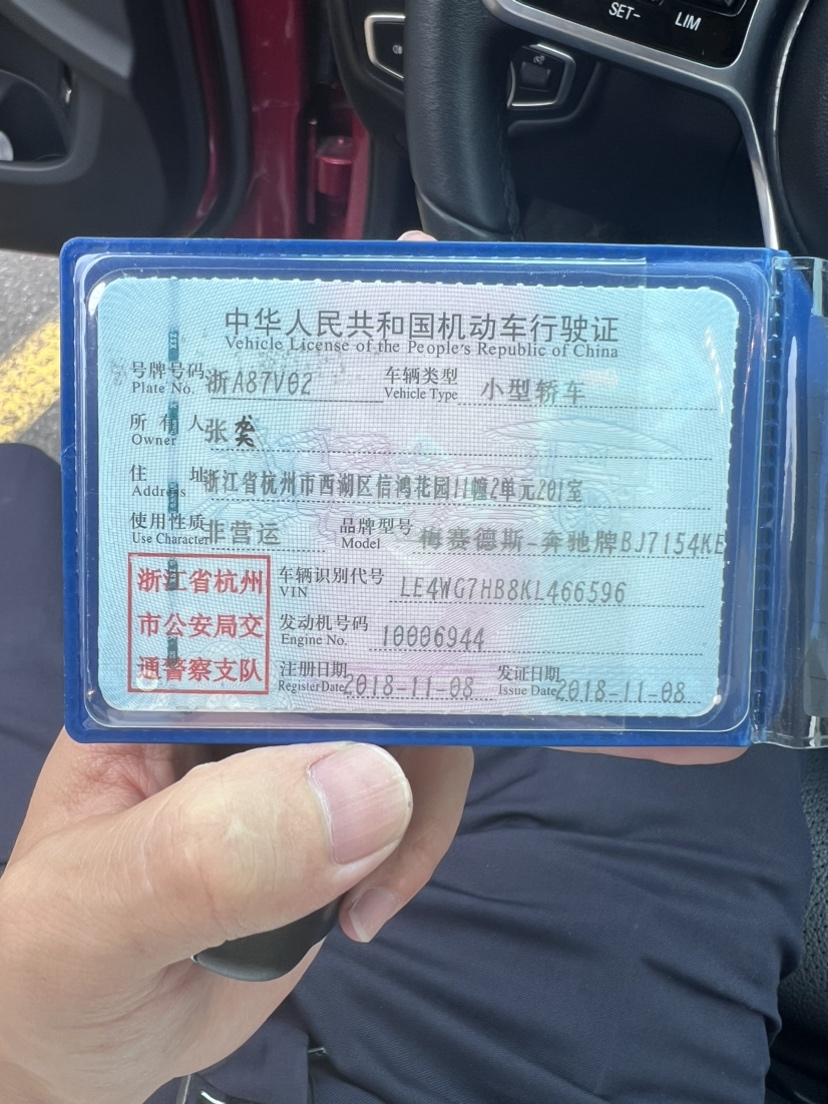 SET-
LIM
中华人民共和国机动车行驶证
Vehicle License of the People's Republic of China
号牌号码 浙A87V02 车辆类型 小型轿车
Plate No. Vehicle Type
所有人 张龑
Owner
住址 浙江省杭州市西湖区信鸿花园11幢2单元201室
Address
使用性质 非营运 品牌型号 梅赛德斯-奔驰牌BJ7154KE
Use Character Model
浙江省杭州
市公安局交
通警察支队
车辆识别代号 LE4WG7HB8KL466596
VIN
发动机号码 10006944
Engine No.
注册日期 2018-11-08 发证日期 2018-11-08
Register Date Issue Date